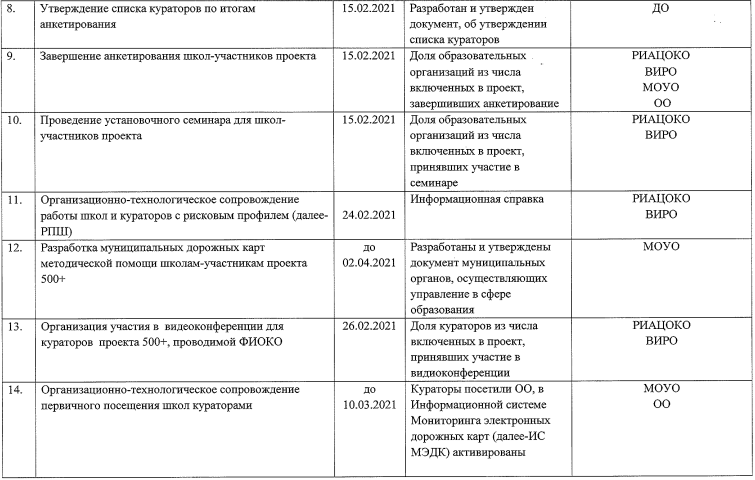 8. Утверждение списка кураторов по итогам 15.02.2021 Разработан и утвержден ДО
анкетирования документ, об утверждении
списка кураторов
9. Завершение анкетирования школ-участников проекта 15.02.2021 Доля образовательных РИАЦОКО
организаций из числа ВИРО
включенных в проект, МОУО
завершивших анкетирование ОО
10. Проведение установочного семинара для школ- 15.02.2021 Доля образовательных РИАЦОКО
участников проекта организаций из числа ВИРО
включенных в проект,
принявших участие в
семинаре
11. Организационно-технологическое сопровождение Информационная справка РИАЦОКО
работы школ и кураторов с рисковым профилем (далее- 24.02.2021 ВИРО
РПШ)
12. Разработка муниципальных дорожных карт до Разработаны и утверждены МОУО
методической помощи школам-участникам проекта 02.04.2021 документ муниципальных
500+ органов, осуществляющих
управление в сфере
образования
13. Организация участия в видеоконференции для 26.02.2021 Доля кураторов из числа РИАЦОКО
кураторов проекта 500+, проводимой ФИОКО включенных в проект, ВИРО
принявших участие в
видиоконференции
14. Организационно-технологическое сопровождение до Кураторы посетили ОО, в МОУО
первичного посещения школ кураторами 10.03.2021 Информационной системе ОО
Мониторинга электронных
дорожных карт (далее-ИС
МЭДК) активированы